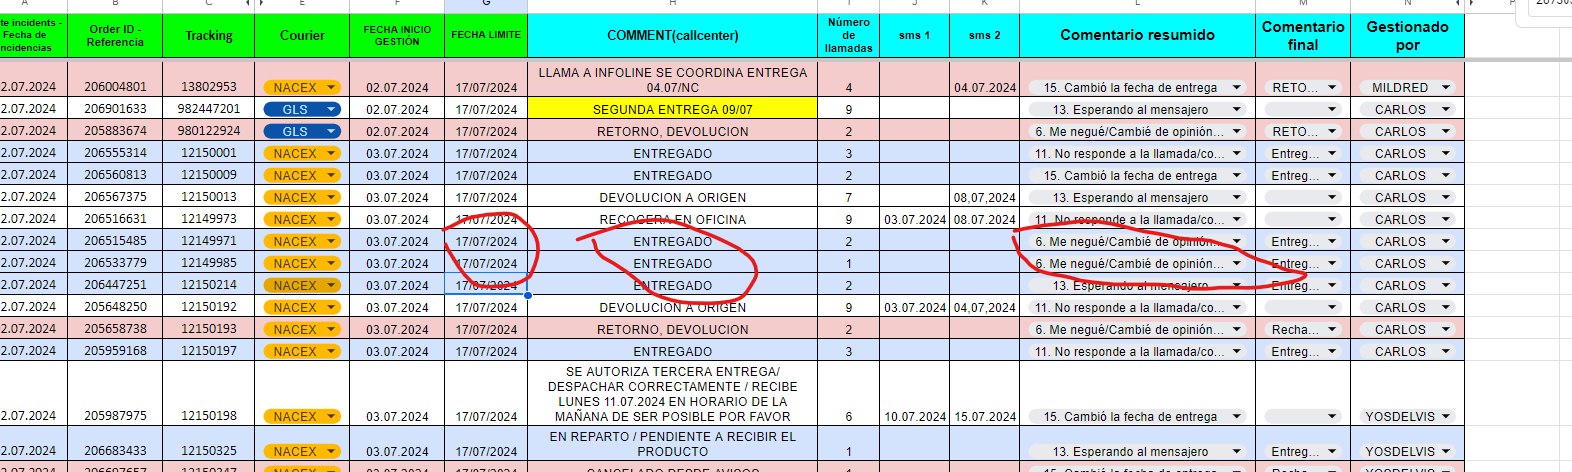 A B C E F G H I J K L M N
te incidents - Fecha de ncidencias Order ID - Referencia Tracking Courier FECHA INICIO GESTIÓN FECHA LIMITE COMMENT(callcenter) Número de llamadas sms 1 sms 2 Comentario resumido Comentario final Gestionado por
2.07.2024 206004801 13802953 NACEX 02.07.2024 17/07/2024 LLAMA A INFOLINE SE COORDINA ENTREGA 04.07/NC 4 04.07.2024 15. Cambió la fecha de entrega RETO... MILDRED
2.07.2024 206901633 982447201 GLS 02.07.2024 17/07/2024 SEGUNDA ENTREGA 09/07 9 13. Esperando al mensajero CARLOS
2.07.2024 205883674 980122924 GLS 02.07.2024 17/07/2024 RETORNO, DEVOLUCION 2 6. Me negué/Cambié de opinión... RETO... CARLOS
2.07.2024 206555314 12150001 NACEX 03.07.2024 17/07/2024 ENTREGADO 3 11. No responde a la llamada/co... Entreg... CARLOS
2.07.2024 206560813 12150009 NACEX 03.07.2024 17/07/2024 ENTREGADO 2 15. Cambió la fecha de entrega Entreg... CARLOS
2.07.2024 206567375 12150013 NACEX 03.07.2024 17/07/2024 DEVOLUCION A ORIGEN 7 08,07,2024 13. Esperando al mensajero CARLOS
2.07.2024 206516631 12149973 NACEX 03.07.2024 17/07/2024 RECOGERA EN OFICINA 9 03.07.2024 08.07.2024 11. No responde a la llamada/co... CARLOS
2.07.2024 206515485 12149971 NACEX 03.07.2024 17/07/2024 ENTREGADO 2 6. Me negué/Cambié de opinión... Entreg... CARLOS
2.07.2024 206533779 12149985 NACEX 03.07.2024 17/07/2024 ENTREGADO 1 6. Me negué/Cambié de opinión... Entreg... CARLOS
2.07.2024 206447251 12150214 NACEX 03.07.2024 17/07/2024 ENTREGADO 2 13. Esperando al mensajero Entreg... CARLOS
2.07.2024 205648250 12150192 NACEX 03.07.2024 17/07/2024 DEVOLUCION A ORIGEN 9 03.07.2024 04,07,2024 11. No responde a la llamada/co... CARLOS
2.07.2024 205658738 12150193 NACEX 03.07.2024 17/07/2024 RETORNO, DEVOLUCION 2 6. Me negué/Cambié de opinión... Recha... CARLOS
2.07.2024 205959168 12150197 NACEX 03.07.2024 17/07/2024 ENTREGADO 3 11. No responde a la llamada/co... Entreg... CARLOS
2.07.2024 205987975 12150198 NACEX 03.07.2024 17/07/2024 SE AUTORIZA TERCERA ENTREGA/ DESPACHAR CORRECTAMENTE / RECIBE LUNES 11.07.2024 EN HORARIO DE LA MAÑANA DE SER POSIBLE POR FAVOR 6 10.07.2024 15.07.2024 15. Cambió la fecha de entrega YOSDELVIS
2.07.2024 206683433 12150325 NACEX 03.07.2024 17/07/2024 EN REPARTO / PENDIENTE A RECIBIR EL PRODUCTO 1 13. Esperando al mensajero Entreg... YOSDELVIS